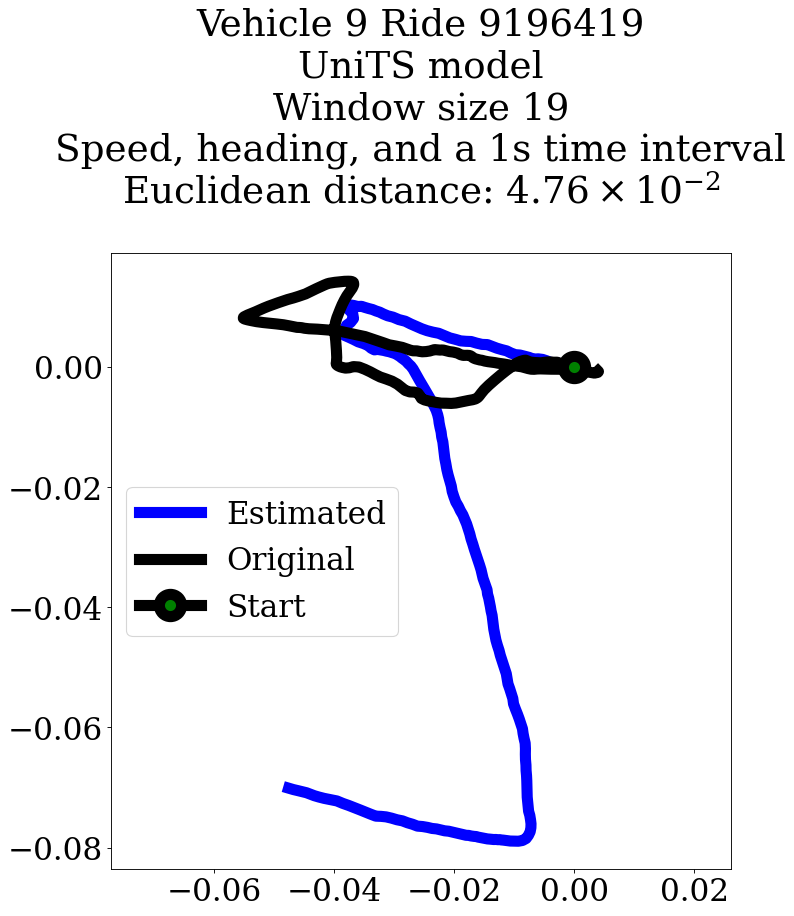 Vehicle 9 Ride 9196419
UniTS model
Window size 19
Speed, heading, and a 1s time interval
Euclidean distance: 4.76 × 10⁻²
0.00
−0.02
−0.04
−0.06
−0.08
Estimated
Original
Start
−0.06 −0.04 −0.02 0.00 0.02